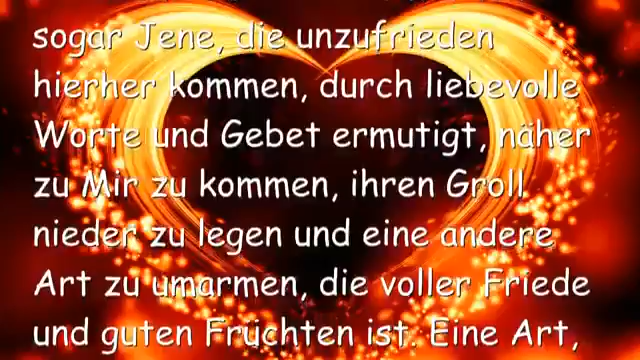 sogar Jene, die unzufrieden
hierher kommen, durch liebevolle
Worte und Gebet ermutigt, näher
zu Mir zu kommen, ihren Groll
nieder zu legen und eine andere
Art zu umarmen, die voller Friede
und guten Früchten ist. Eine Art,